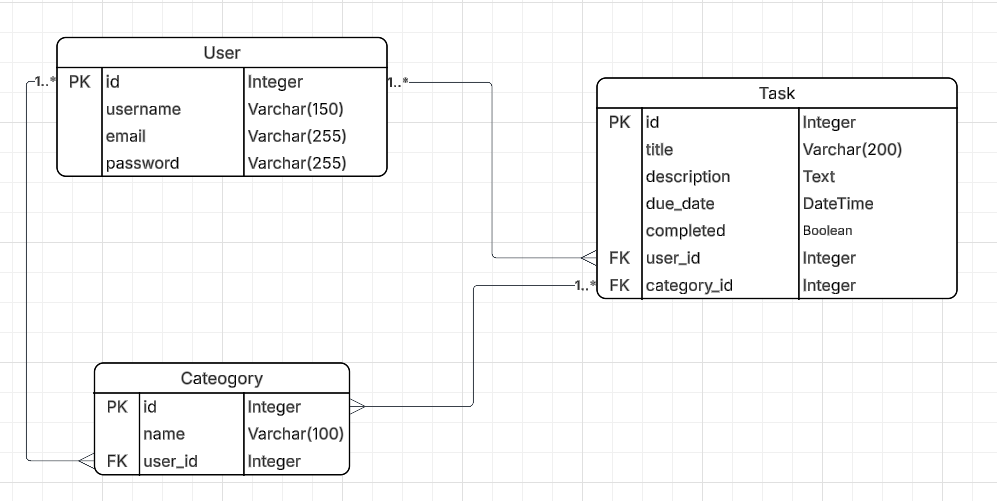 User
1..* PK id Integer 1..*
username Varchar(150)
email Varchar(255)
password Varchar(255)
Task
PK id Integer
title Varchar(200)
description Text
due_date DateTime
completed Boolean
FK user_id Integer
1..* FK category_id Integer
Cateogory
PK id Integer
name Varchar(100)
FK user_id Integer